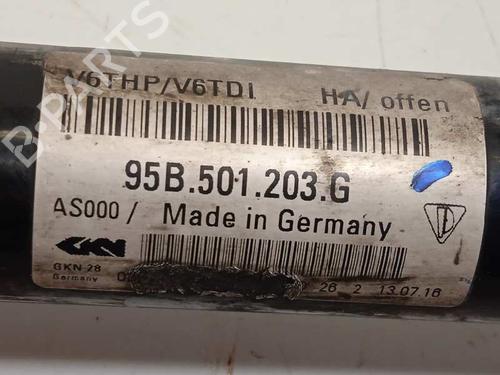 V6THP/V6TDI HA/ offen
95B.501.203.G
AS000 / Made in Germany
GKN
GKN 28
Germany 26 2 13.07.16
B-PARTS